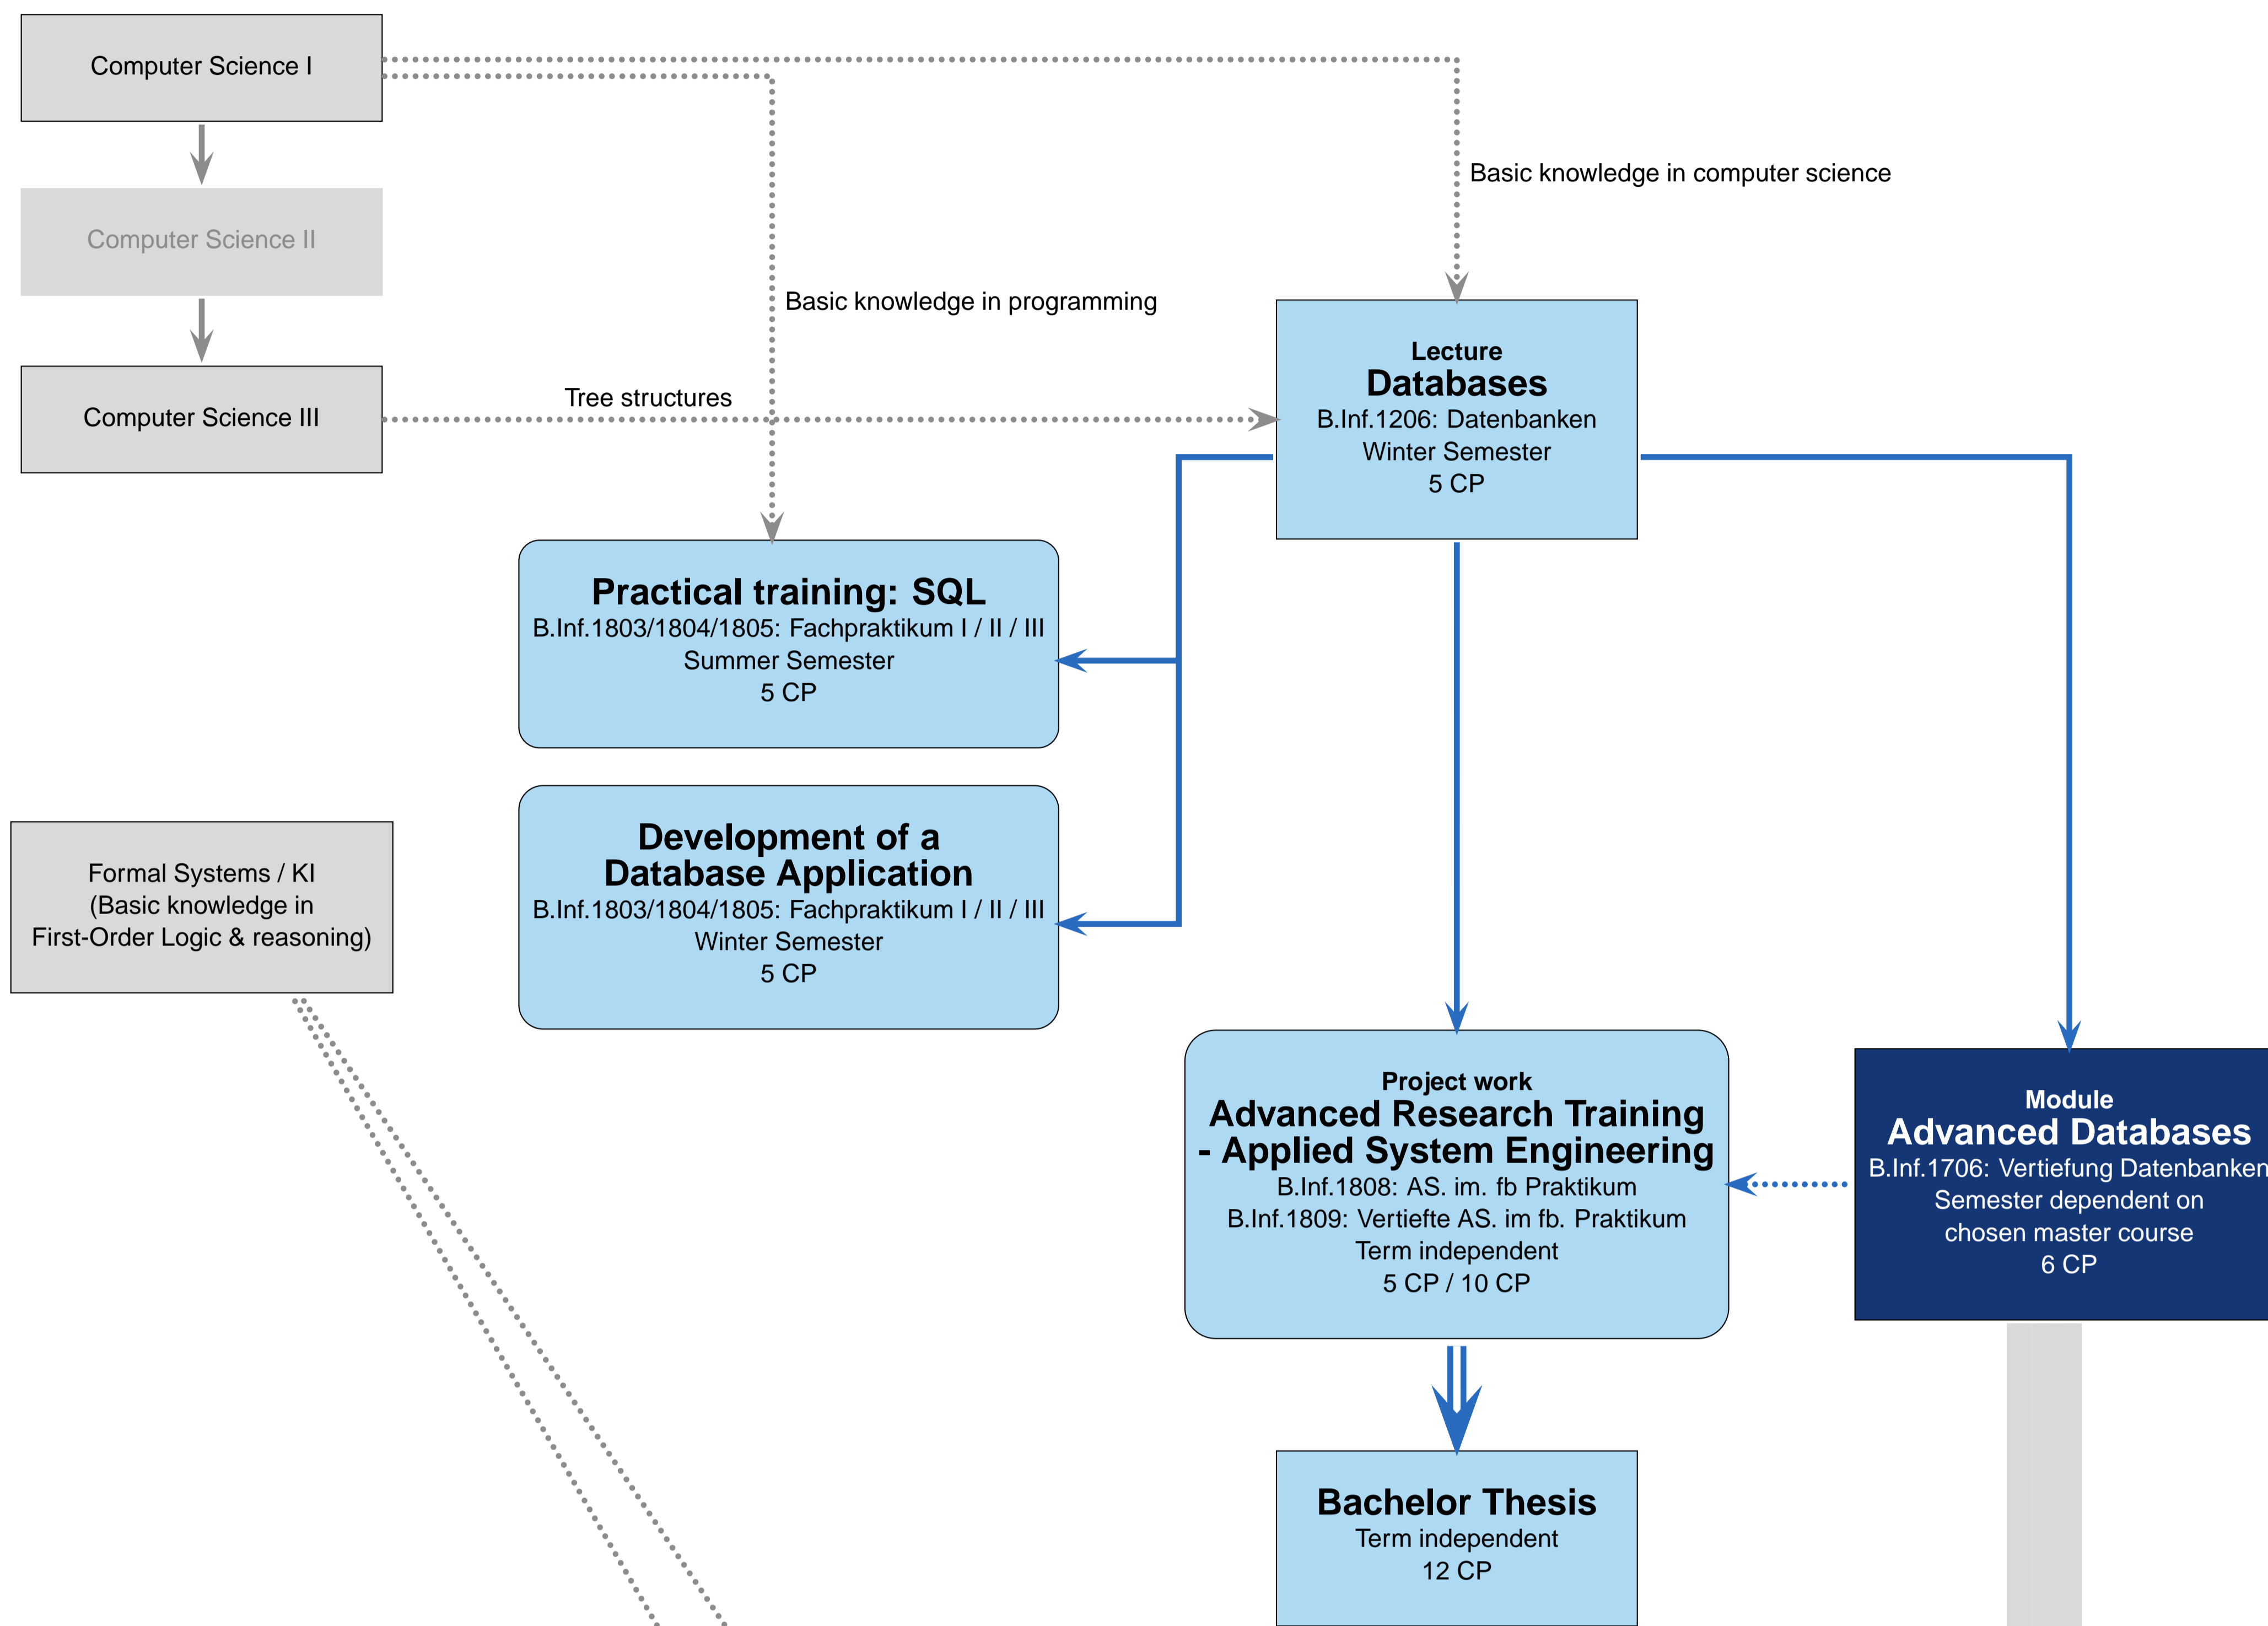 Computer Science I
Basic knowledge in computer science
Computer Science II
Basic knowledge in programming
Tree structures
Computer Science III
Lecture
Databases
B.Inf.1206: Datenbanken
Winter Semester
5 CP
Practical training: SQL
B.Inf.1803/1804/1805: Fachpraktikum I / II / III
Summer Semester
5 CP
Development of a
Database Application
B.Inf.1803/1804/1805: Fachpraktikum I / II / III
Winter Semester
5 CP
Formal Systems / KI
(Basic knowledge in
First-Order Logic & reasoning)
Project work
Advanced Research Training
- Applied System Engineering
B.Inf.1808: AS. im. fb Praktikum
B.Inf.1809: Vertiefte AS. im fb. Praktikum
Term independent
5 CP / 10 CP
Module
Advanced Databases
B.Inf.1706: Vertiefung Datenbanken
Semester dependent on
chosen master course
6 CP
Bachelor Thesis
Term independent
12 CP